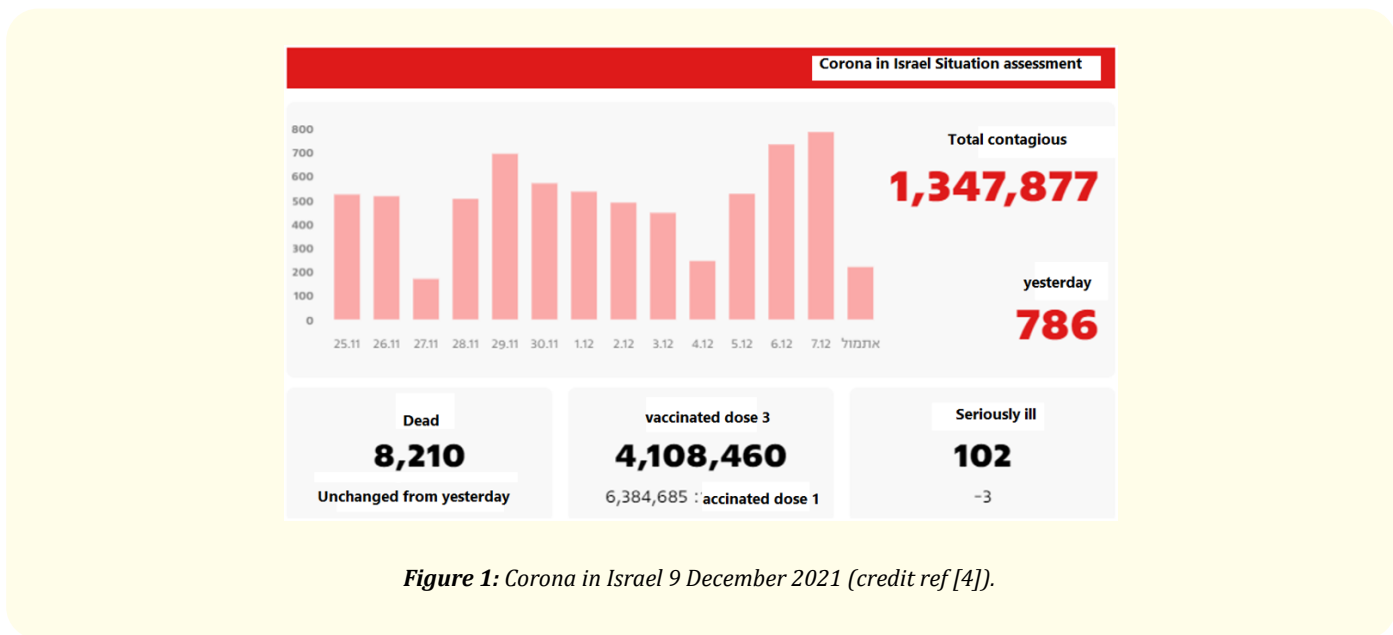 Corona in Israel Situation assessment
800
700
600
500
400
300
200
100
0
25.11 26.11 27.11 28.11 29.11 30.11 1.12 2.12 3.12 4.12 5.12 6.12 7.12 אתמול
Total contagious
1,347,877
yesterday
786
Dead
8,210
Unchanged from yesterday
vaccinated dose 3
4,108,460
6,384,685 : accinated dose 1
Seriously ill
102
-3
Figure 1: Corona in Israel 9 December 2021 (credit ref [4]).